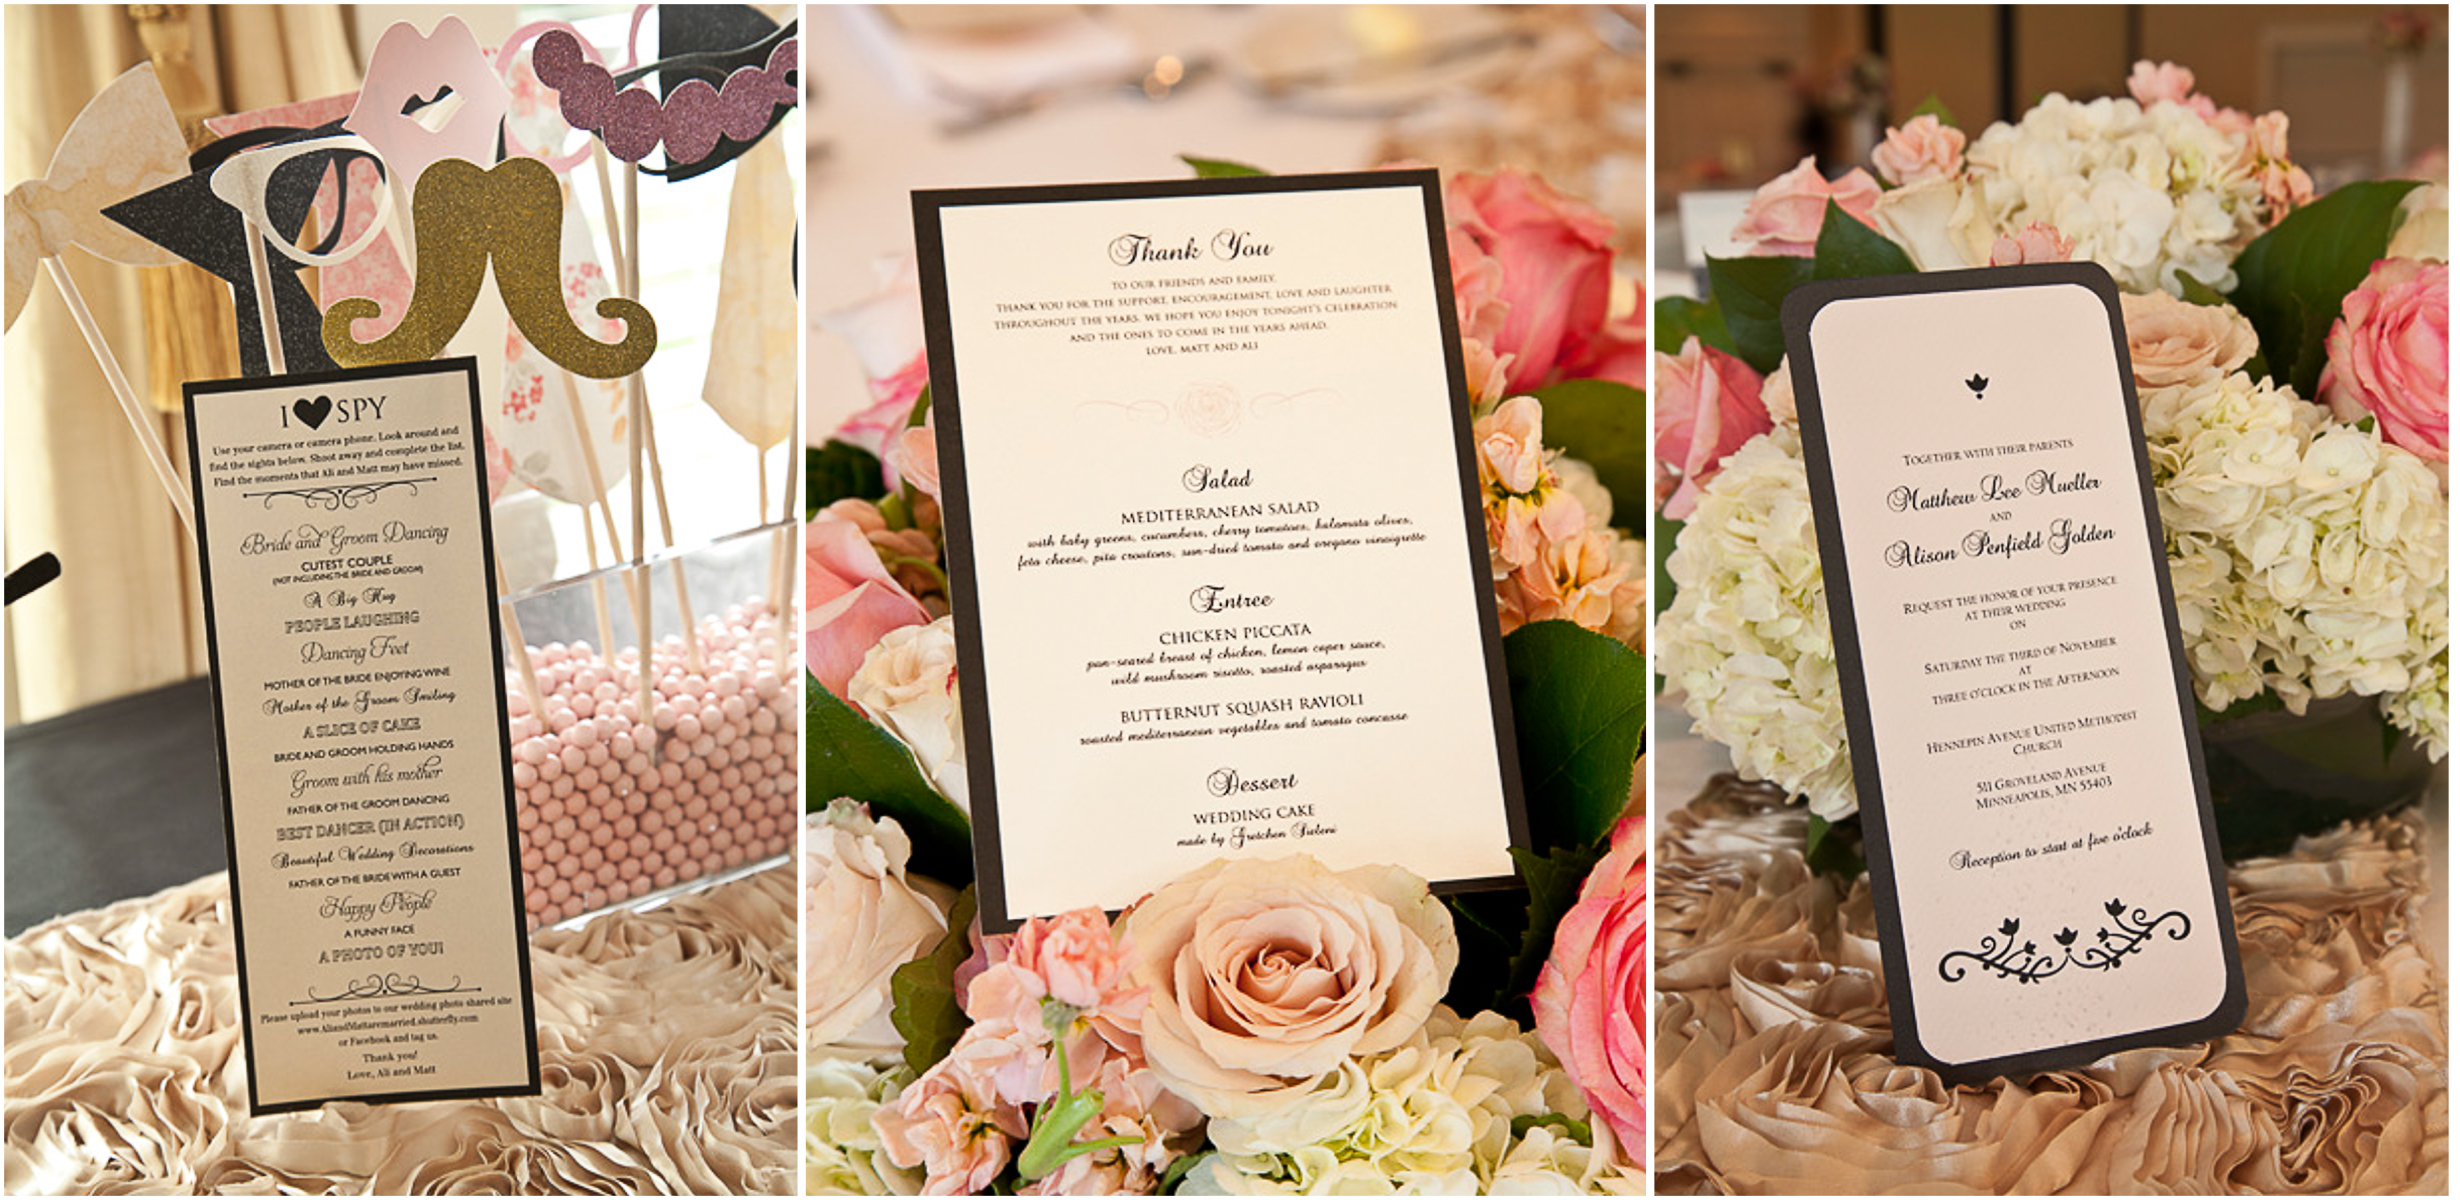 I ♥ SPY
Use your camera or camera phone. Look around and
find the sights below. Shoot away and complete the list.
Find the moments that Ali and Matt may have missed.
Bride and Groom Dancing
CUTEST COUPLE
(NOT INCLUDING THE BRIDE AND GROOM)
A Big Hug
PEOPLE LAUGHING
Dancing Feet
MOTHER OF THE BRIDE ENJOYING WINE
Mother of the Groom Smiling
A SLICE OF CAKE
BRIDE AND GROOM HOLDING HANDS
Groom with his mother
FATHER OF THE GROOM DANCING
BEST DANCER (IN ACTION)
Beautiful Wedding Decorations
FATHER OF THE BRIDE WITH A GUEST
Happy People
A FUNNY FACE
A PHOTO OF YOU!
Please upload your photos to our wedding photo shared site
www.AliandMattaremarried.shutterfly.com
or Facebook and tag us.
Thank you!
Love, Ali and Matt
Thank You
TO OUR FRIENDS AND FAMILY,
THANK YOU FOR THE SUPPORT, ENCOURAGEMENT, LOVE AND LAUGHTER
THROUGHOUT THE YEARS. WE HOPE YOU ENJOY TONIGHT'S CELEBRATION
AND THE ONES TO COME IN THE YEARS AHEAD.
LOVE, MATT AND ALI
Salad
MEDITERRANEAN SALAD
with baby greens, cucumbers, cherry tomatoes, kalamata olives,
feta cheese, pita croutons, sun-dried tomato and oregano vinaigrette
Entree
CHICKEN PICCATA
pan-seared breast of chicken, lemon caper sauce,
wild mushroom risotto, roasted asparagus
BUTTERNUT SQUASH RAVIOLI
roasted mediterranean vegetables and tomato concasse
Dessert
WEDDING CAKE
made by Gretchen
TOGETHER WITH THEIR PARENTS
Matthew Lee Mueller
AND
Alison Penfield Golden
REQUEST THE HONOR OF YOUR PRESENCE
AT THEIR WEDDING
ON
SATURDAY THE THIRD OF NOVEMBER
AT
THREE O'CLOCK IN THE AFTERNOON
HENNEPIN AVENUE UNITED METHODIST
CHURCH
511 GROVELAND AVENUE
MINNEAPOLIS, MN 55403
Reception to start at five o'clock